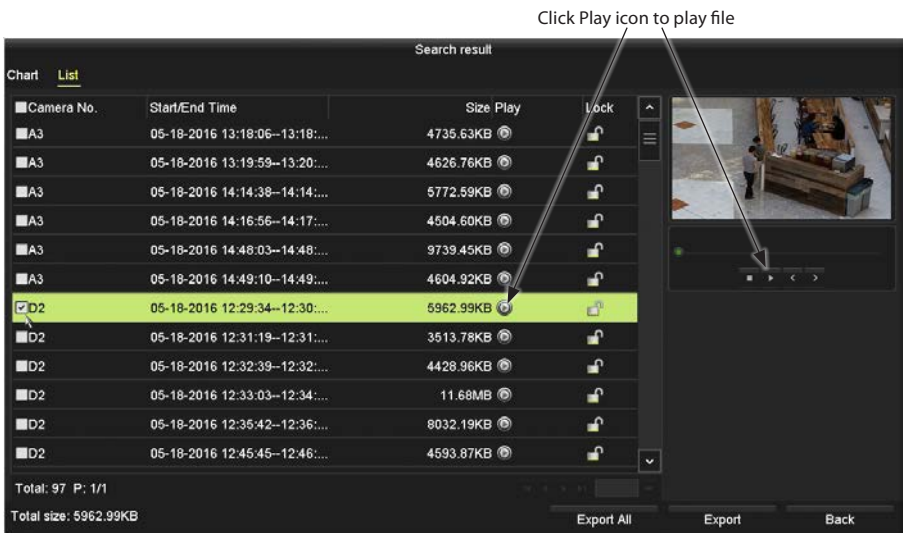 Click Play icon to play file
Search result
Chart List
Camera No. Start/End Time Size Play Lock
A3 05-18-2016 13:18:06--13:18:... 4735.63KB
A3 05-18-2016 13:19:59--13:20:... 4626.76KB
A3 05-18-2016 14:14:38--14:14:... 5772.59KB
A3 05-18-2016 14:16:56--14:17:... 4504.60KB
A3 05-18-2016 14:48:03--14:48:... 9739.45KB
A3 05-18-2016 14:49:10--14:49:... 4604.92KB
D2 05-18-2016 12:29:34--12:30:... 5962.99KB
D2 05-18-2016 12:31:19--12:31:... 3513.78KB
D2 05-18-2016 12:32:39--12:32:... 4428.96KB
D2 05-18-2016 12:33:03--12:34:... 11.68MB
D2 05-18-2016 12:35:42--12:36:... 8032.19KB
D2 05-18-2016 12:45:45--12:46:... 4593.87KB
Total: 97 P: 1/1
Total size: 5962.99KB Export All Export Back